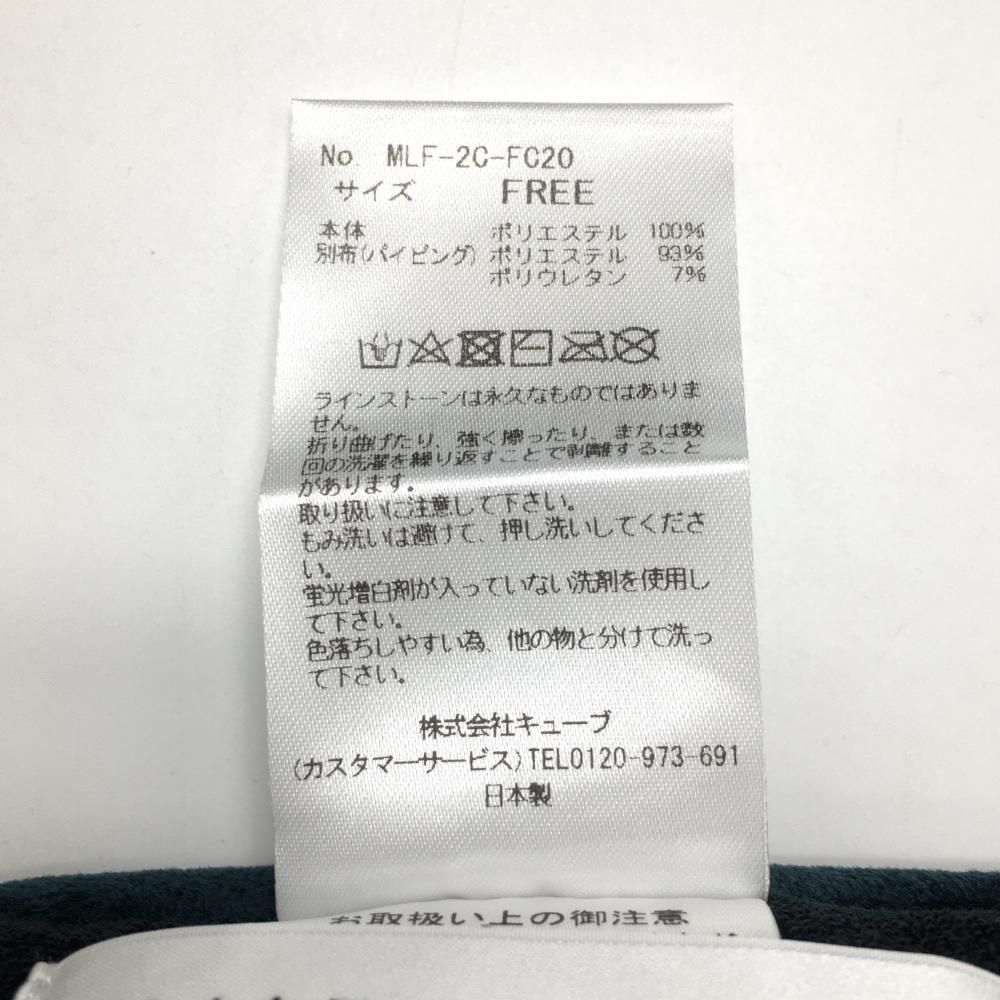 No. MLF-2C-FC20
サイズ FREE
本体 ポリエステル 100%
別布(パイピング) ポリエステル 93%
ポリウレタン 7%
ラインストーンは永久なものではありま
せん。
折り曲げたり、強く擦ったり、または数
回の洗濯を繰り返すことで剥離すること
があります。
取り扱いに注意して下さい。
もみ洗いは避けて、押し洗いしてくださ
い。
蛍光増白剤が入っていない洗剤を使用し
て下さい。
色落ちしやすい為、他の物と分けて洗っ
て下さい。
株式会社キューブ
(カスタマーサービス)TEL0120-973-691
日本製
お取扱い上の御注意